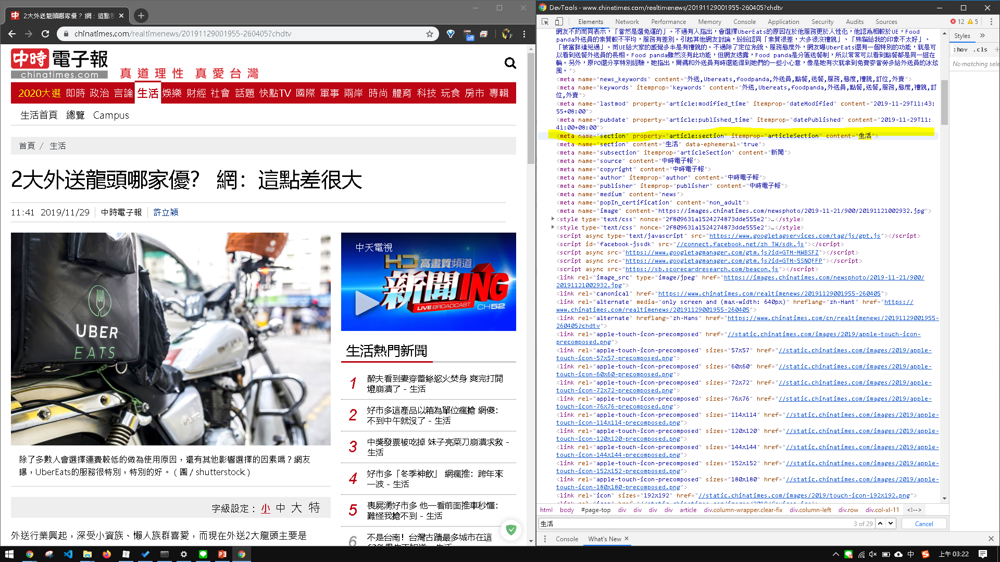 2大外送龍頭哪家優？ 網：這點差
chinatimes.com/realtimenews/20191129001955-260405?chdtv
off
中時 電子報
chinatimes.com
真道理性 真愛台灣
2020大選 即時 政治 言論 生活 娛樂 財經 社會 話題 快點TV 國際 軍事 兩岸 時尚 體育 科技 玩食 房市 專輯
生活首頁 總覽 Campus
首頁 / 生活
2大外送龍頭哪家優？ 網：這點差很大
11:41 2019/11/29 中時電子報 許立穎
UBER
EATS
除了多數人會選擇運費較低的做為使用原因，還有其他影響選擇的因素嗎？網友
曝，UberEats的服務很特別，特別的好。（圖／shutterstock）
字級設定： 小 中 大 特
外送行業興起，深受小資族、懶人族群喜愛，而現在外送2大龍頭主要是
中天電視
HD 高畫質頻道
新聞ING
LIVE BROADCAST CH52
生活熱門新聞
1 醉夫看到妻穿蕾絲慾火焚身 爽完打開
燈崩潰了 - 生活
2 好市多這產品以箱為單位瘋搶 網傻：
不到中午就沒了 - 生活
3 中獎發票被吃掉 妹子亮菜刀崩潰求救 -
生活
4 好市多「冬季神飲」 網瘋推：跨年來
一波 - 生活
5 喪屍湧好市多 他一看前面推車秒懂：
難怪我搶不到 - 生活
6 不是台南！台灣古蹟最多城市在這
DevTools - www.chinatimes.com/realtimenews/20191129001955-260405?chdtv
Elements Network Performance Memory Console Application Security Audits Sources 12 5
Styles
:hov .cls
No matching sele
網友不約而同表示，「當然是選免運的」。不過有人指出，會選擇UberEats的原因在於他服務更於人性化，他認為相較於UE，Food
panda外送員的素質較不平均，服務有差別。引起其他網友討論，紛紛認同「素質很差，大多很沒禮貌」、「熊貓給我的印象不太好」、
「被富胖達兇過」。而UE給大家的感覺多半是有禮貌的。不過除了定位系統、服務態度外，網友曝UberEats還有一個特別的功能，就是可
以看到送餐外送員的長相。Food panda雖然沒有此功能，但網友透露，Food panda是分區送餐制，所以常常可以看到點餐都是同一組在
輪。另外，原PO還分享特別經驗，她指出，爾偶和外送員有時還能得到她們的一些小心意，像是她有次就拿到免費麥當勞多給外送員的冰炫
風。">
<meta name="news_keywords" content="外送,Ubereats,foodpanda,外送員,點餐,送餐,服務,態度,禮貌,訂位,外賣">
<meta name="keywords" itemprop="keywords" content="外送,Ubereats,foodpanda,外送員,點餐,送餐,服務,態度,禮貌,訂
位,外賣">
<meta name="lastmod" property="article:modified_time" itemprop="dateModified" content="2019-11-29T11:43:
55+08:00">
<meta name="pubdate" property="article:published_time" itemprop="datePublished" content="2019-11-29T11:
41:00+08:00">
<meta name="section" property="article:section" itemprop="articleSection" content="生活">
<meta name="section" content="生活" data-ephemeral="true">
<meta name="subsection" itemprop="articleSection" content="新聞">
<meta name="source" content="中時電子報">
<meta name="copyright" content="中時電子報">
<meta name="author" itemprop="author" content="中時電子報">
<meta name="publisher" itemprop="publisher" content="中時電子報">
<meta name="medium" content="news">
<meta name="popIn_certification" content="non_adult">
<meta name="image" content="https://images.chinatimes.com/newsphoto/2019-11-21/900/20191121002932.jpg">
<style type="text/css" nonce="2f809631a1524274873dde555e2">…</style>
<style type="text/css" nonce="2f809631a1524274873dde555e2">…</style>
<script async type="text/javascript" src="https://www.googletagservices.com/tag/js/gpt.js"></script>
<script id="facebook-jssdk" src="//connect.facebook.net/zh_TW/sdk.js"></script>
<script async src="https://www.googletagmanager.com/gtm.js?id=GTM-MWBSFZ"></script>
<script async src="https://www.googletagmanager.com/gtm.js?id=GTM-5SNQFFP"></script>
<script async src="https://sb.scorecardresearch.com/beacon.js"></script>
<link rel="image_src" type="image/jpeg" href="https://images.chinatimes.com/newsphoto/2019-11-21/900/
20191121002932.jpg">
<link rel="canonical" href="https://www.chinatimes.com/realtimenews/20191129001955-260405">
<link rel="alternate" media="only screen and (max-width: 640px)" hreflang="zh-Hant" href="https://
www.chinatimes.com/realtimenews/20191129001955-260405">
<link rel="alternate" hreflang="zh-Hans" href="https://www.chinatimes.com/cn/realtimenews/20191129001955-
260405?chdtv">
<link rel="apple-touch-icon-precomposed" href="//static.chinatimes.com/images/2019/apple-touch-icon-
precomposed.png">
<link rel="apple-touch-icon-precomposed" sizes="57x57" href="//static.chinatimes.com/images/2019/apple-
touch-icon-57x57-precomposed.png">
<link rel="apple-touch-icon-precomposed" sizes="60x60" href="//static.chinatimes.com/images/2019/apple-
touch-icon-60x60-precomposed.png">
<link rel="apple-touch-icon-precomposed" sizes="72x72" href="//static.chinatimes.com/images/2019/apple-
touch-icon-72x72-precomposed.png">
<link rel="apple-touch-icon-precomposed" sizes="76x76" href="//static.chinatimes.com/images/2019/apple-
touch-icon-76x76-precomposed.png">
<link rel="apple-touch-icon-precomposed" sizes="114x114" href="//static.chinatimes.com/images/2019/apple-
touch-icon-114x114-precomposed.png">
<link rel="apple-touch-icon-precomposed" sizes="120x120" href="//static.chinatimes.com/images/2019/apple-
touch-icon-120x120-precomposed.png">
<link rel="apple-touch-icon-precomposed" sizes="144x144" href="//static.chinatimes.com/images/2019/apple-
touch-icon-144x144-precomposed.png">
<link rel="apple-touch-icon-precomposed" sizes="152x152" href="//static.chinatimes.com/images/2019/apple-
touch-icon-152x152-precomposed.png">
<link rel="apple-touch-icon-precomposed" sizes="180x180" href="//static.chinatimes.com/images/2019/apple-
touch-icon-180x180-precomposed.png">
<link rel="icon" sizes="192x192" href="//static.chinatimes.com/images/2019/touch-icon-192x192.png">
html body #page-top div div div div article div.column-wrapper.clear-fix div.column-left div.row div.col-xl-11 <!-->
生活 3 of 29 Cancel
Console What's New
中 上午 03:22